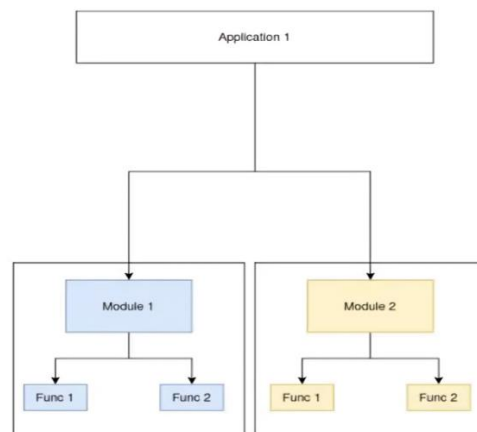 Application 1
Module 1
Module 2
Func 1
Func 2
Func 1
Func 2